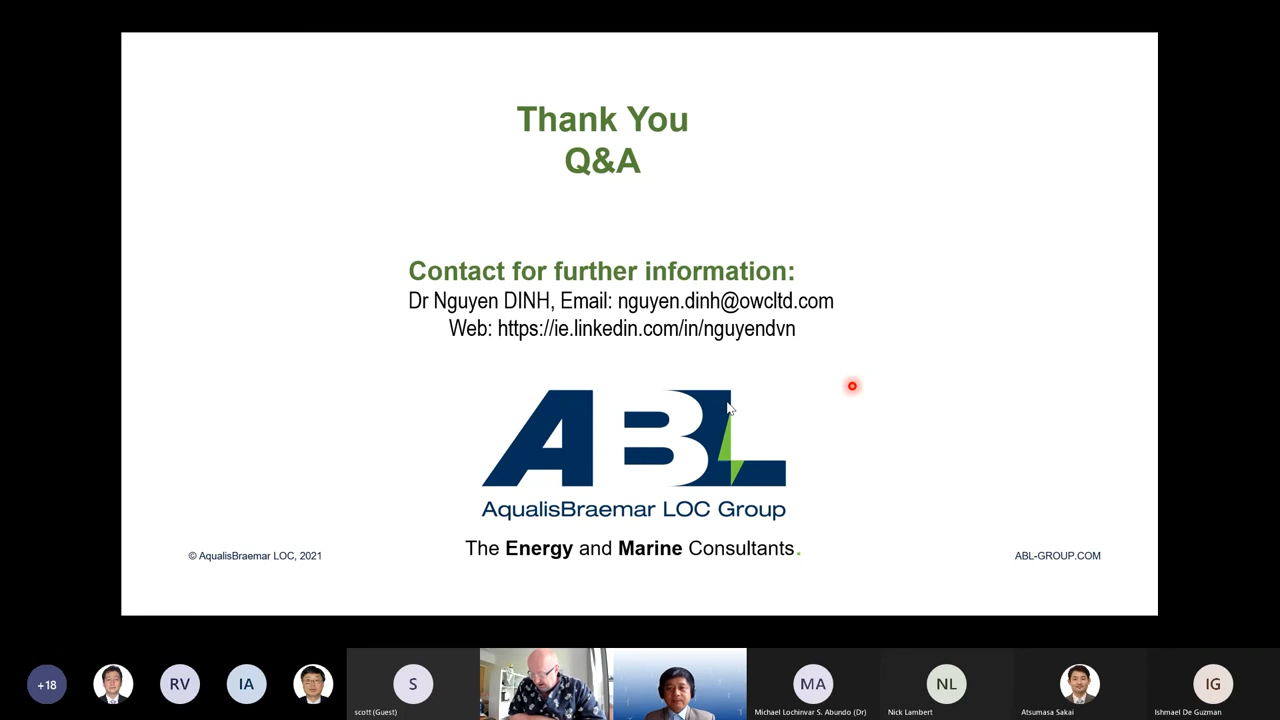 Thank You
Q&A
Contact for further information:
Dr Nguyen DINH, Email: nguyen.dinh@owcltd.com
Web: https://ie.linkedin.com/in/nguyendvn
ABL
AqualisBraemar LOC Group
The Energy and Marine Consultants.
© AqualisBraemar LOC, 2021
ABL-GROUP.COM
+18
RV
IA
S
scott (Guest)
MA
Michael Lochinvar S. Abundo (Dr)
NL
Nick Lambert
Atsumasa Sakai
IG
Ishmael De Guzman